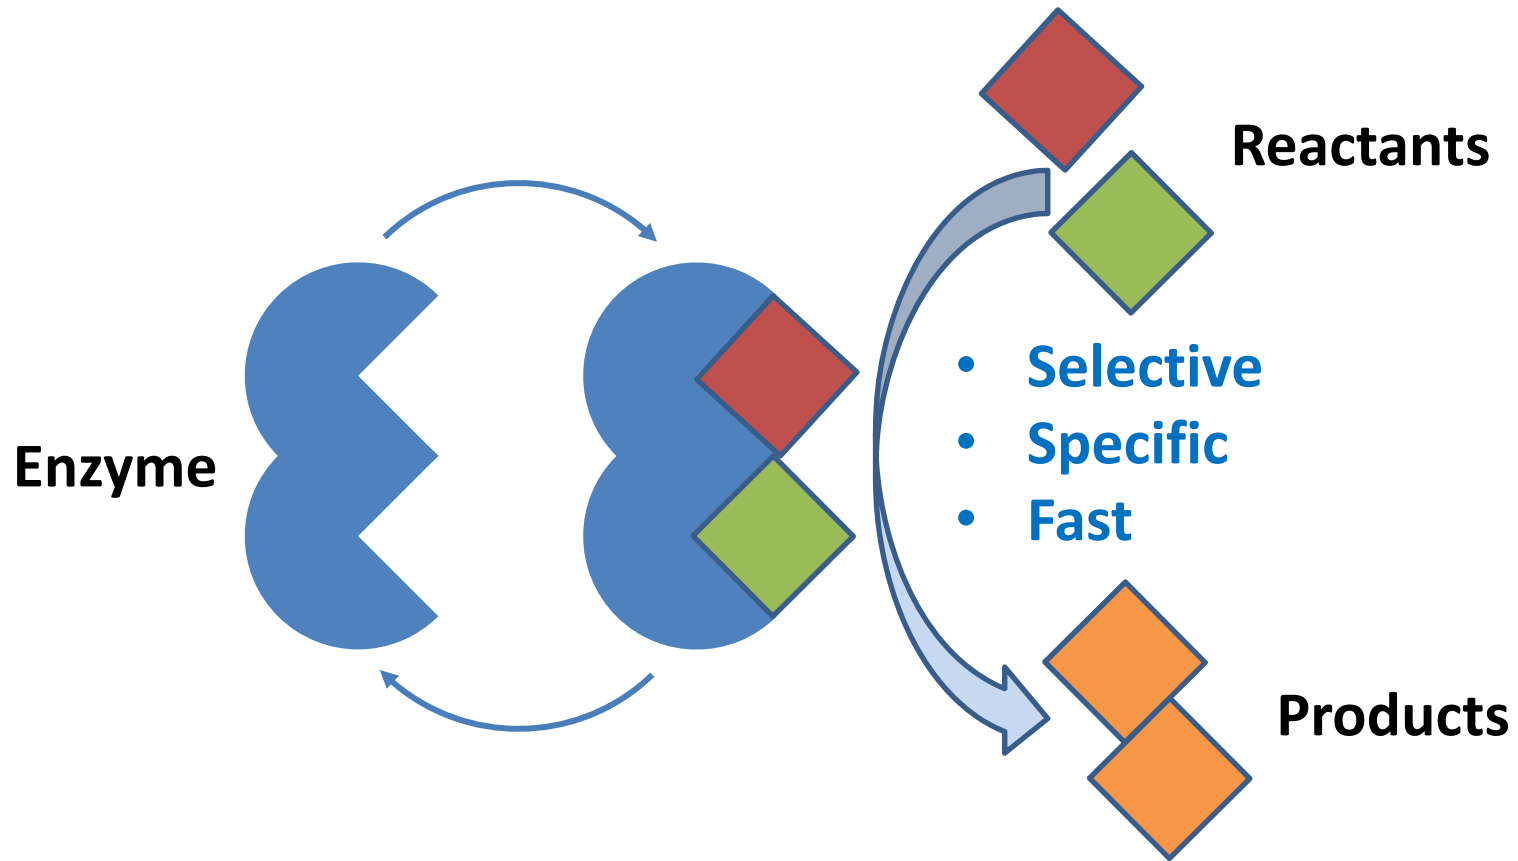 Reactants
• Selective
• Specific
• Fast
Enzyme
Products